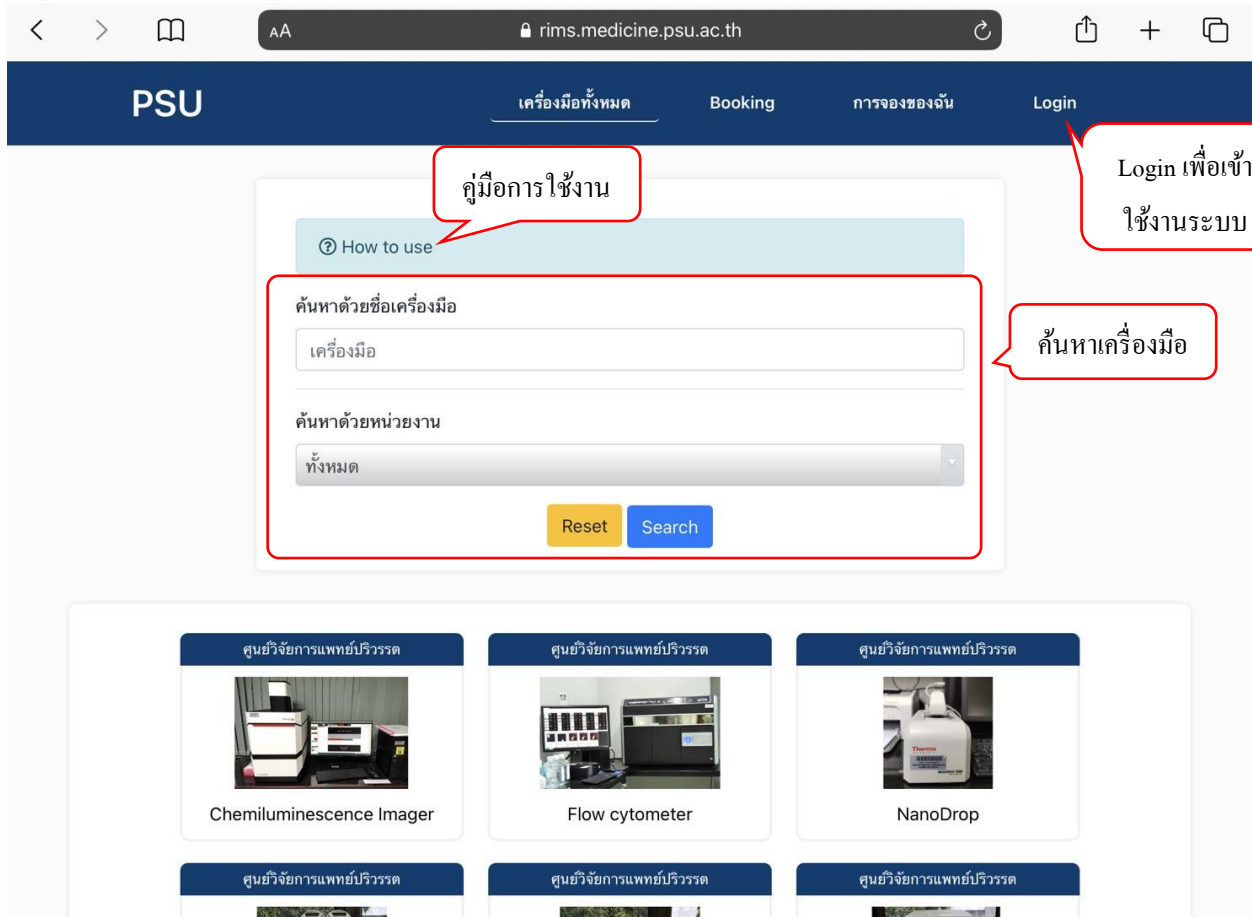 AA
rims.medicine.psu.ac.th
PSU
เครื่องมือทั้งหมด
Booking
การจองของฉัน
Login
Login เพื่อเข้า
ใช้งานระบบ
คู่มือการใช้งาน
How to use
ค้นหาด้วยชื่อเครื่องมือ
เครื่องมือ
ค้นหาเครื่องมือ
ค้นหาด้วยหน่วยงาน
ทั้งหมด
Reset
Search
ศูนย์วิจัยการแพทย์ปริวรรต
ศูนย์วิจัยการแพทย์ปริวรรต
ศูนย์วิจัยการแพทย์ปริวรรต
Thermo
Chemiluminescence Imager
Flow cytometer
NanoDrop
ศูนย์วิจัยการแพทย์ปริวรรต
ศูนย์วิจัยการแพทย์ปริวรรต
ศูนย์วิจัยการแพทย์ปริวรรต